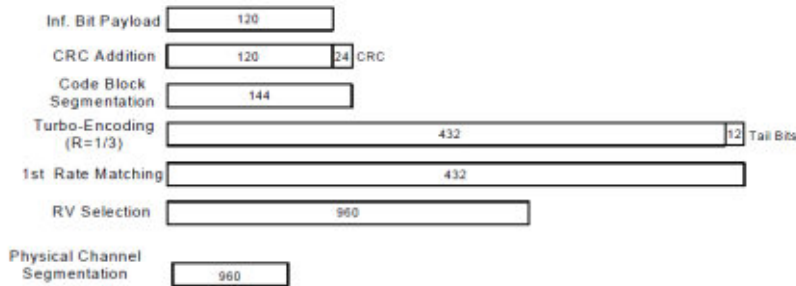 Inf. Bit Payload 120
CRC Addition 120 24 CRC
Code Block
Segmentation 144
Turbo-Encoding
(R=1/3) 432 12 Tail Bits
1st Rate Matching 432
RV Selection 960
Physical Channel
Segmentation 960